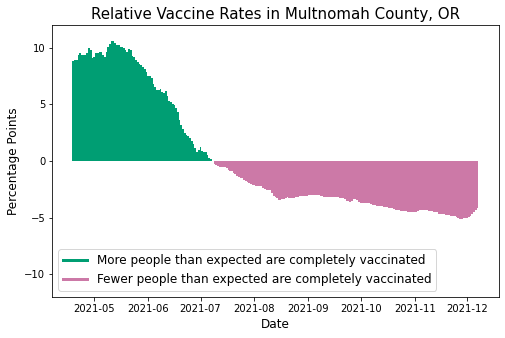 Relative Vaccine Rates in Multnomah County, OR
Percentage Points
10
5
0
−5
−10
More people than expected are completely vaccinated
Fewer people than expected are completely vaccinated
2021-05 2021-06 2021-07 2021-08 2021-09 2021-10 2021-11 2021-12
Date